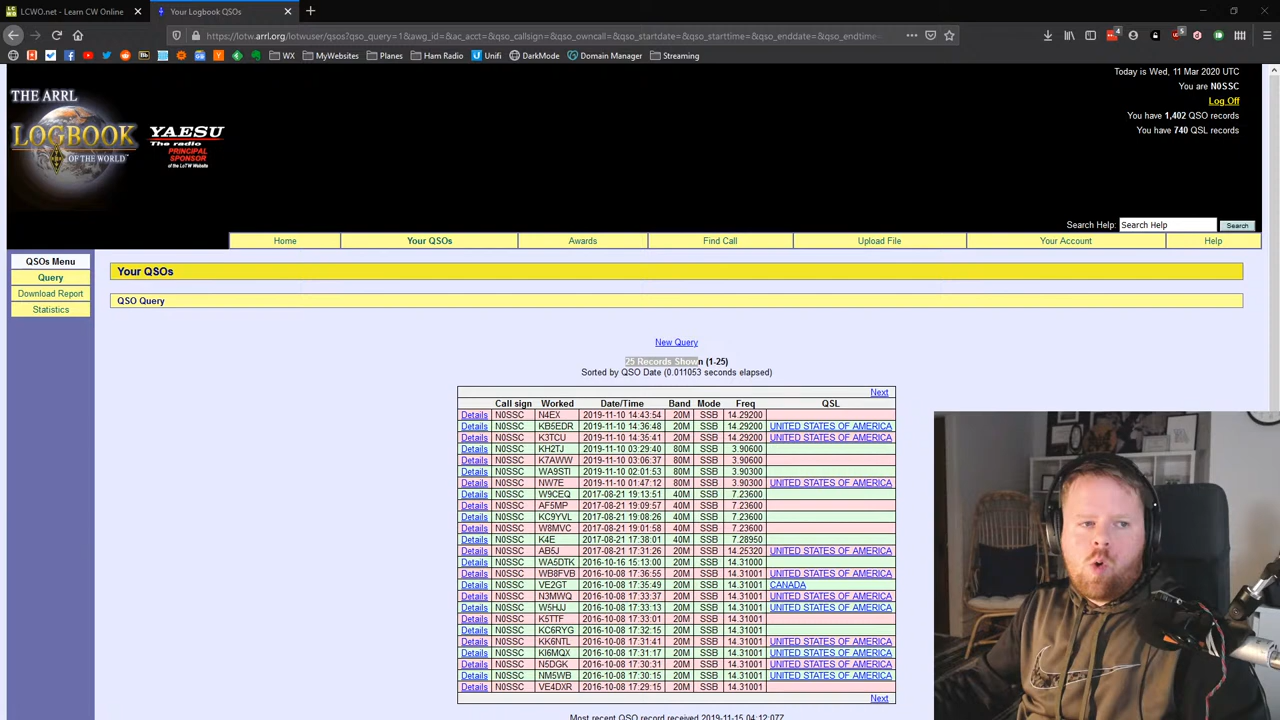 LCWO.net - Learn CW Online
Your Logbook QSOs
https://lotw.arrl.org/lotwuser/qsos?qso_query=1&awg_id=&ac_acct=&qso_callsign=&qso_owncall=&qso_startdate=&qso_starttime=&qso_enddate=&qso_endtime=
WX
MyWebsites
Planes
Ham Radio
Unifi
DarkMode
Domain Manager
Streaming
Today is Wed, 11 Mar 2020 UTC
You are N0SSC
Log Off
You have 1,402 QSO records
You have 740 QSL records
THE ARRL
LOGBOOK
OF THE WORLD
YAESU
The radio
PRINCIPAL
SPONSOR
of the LoTW Website
Search Help: Search Help Search
Home Your QSOs Awards Find Call Upload File Your Account Help
QSOs Menu
Query
Download Report
Statistics
Your QSOs
QSO Query
New Query
25 Records Shown (1-25)
Sorted by QSO Date (0.011053 seconds elapsed)
Next
Call sign Worked Date/Time Band Mode Freq QSL
Details N0SSC N4EX 2019-11-10 14:43:54 20M SSB 14.29200
Details N0SSC KB5EDR 2019-11-10 14:36:48 20M SSB 14.29200 UNITED STATES OF AMERICA
Details N0SSC K3TCU 2019-11-10 14:35:41 20M SSB 14.29200 UNITED STATES OF AMERICA
Details N0SSC KH2TJ 2019-11-10 03:29:40 80M SSB 3.90600
Details N0SSC K7AWW 2019-11-10 03:06:37 80M SSB 3.90600
Details N0SSC WA9STI 2019-11-10 02:01:53 80M SSB 3.90300
Details N0SSC NW7E 2019-11-10 01:47:12 80M SSB 3.90300 UNITED STATES OF AMERICA
Details N0SSC W9CEQ 2017-08-21 19:13:51 40M SSB 7.23600
Details N0SSC AF5MP 2017-08-21 19:09:57 40M SSB 7.23600
Details N0SSC KC9YVL 2017-08-21 19:08:26 40M SSB 7.23600
Details N0SSC W8MVC 2017-08-21 19:01:58 40M SSB 7.23600
Details N0SSC K4E 2017-08-21 17:38:01 40M SSB 7.28950
Details N0SSC AB5J 2017-08-21 17:31:26 20M SSB 14.25320 UNITED STATES OF AMERICA
Details N0SSC WA5DTK 2016-10-16 15:13:00 20M SSB 14.31000
Details N0SSC WB8FVB 2016-10-08 17:36:55 20M SSB 14.31001 UNITED STATES OF AMERICA
Details N0SSC VE2GT 2016-10-08 17:35:49 20M SSB 14.31001 CANADA
Details N0SSC N3MWQ 2016-10-08 17:33:37 20M SSB 14.31001 UNITED STATES OF AMERICA
Details N0SSC W5HJJ 2016-10-08 17:33:13 20M SSB 14.31001 UNITED STATES OF AMERICA
Details N0SSC K5TTF 2016-10-08 17:33:01 20M SSB 14.31001
Details N0SSC KC6RYG 2016-10-08 17:32:15 20M SSB 14.31001
Details N0SSC KK6NTL 2016-10-08 17:31:41 20M SSB 14.31001 UNITED STATES OF AMERICA
Details N0SSC KI6MQX 2016-10-08 17:31:17 20M SSB 14.31001 UNITED STATES OF AMERICA
Details N0SSC N5DGK 2016-10-08 17:30:31 20M SSB 14.31001 UNITED STATES OF AMERICA
Details N0SSC NM5WB 2016-10-08 17:30:15 20M SSB 14.31001 UNITED STATES OF AMERICA
Details N0SSC VE4DXR 2016-10-08 17:29:15 20M SSB 14.31001
Next
Most recent QSO record received 2019-11-15 04:12:07Z